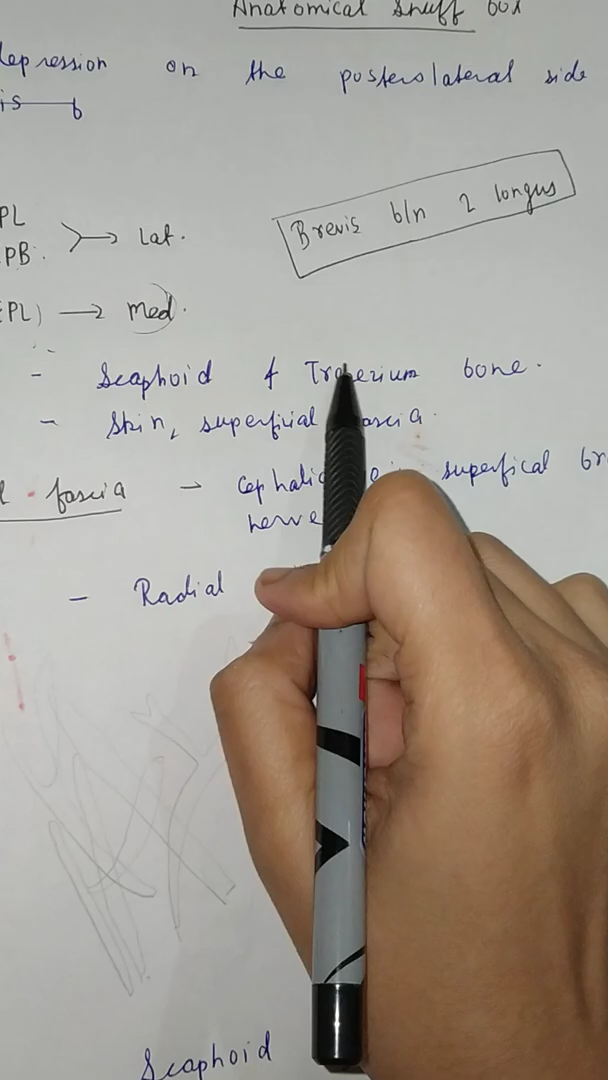 Anatomical snuff box
depression on the posterolateral side
is
PL
PB.
→ Lat.
Brevis b/n 2 longus
EPL) → Med.
- Scaphoid & Trapezium bone.
- Skin, superficial fascia.
fascia → Cephalic superfical br
nerve
- Radial
Scaphoid